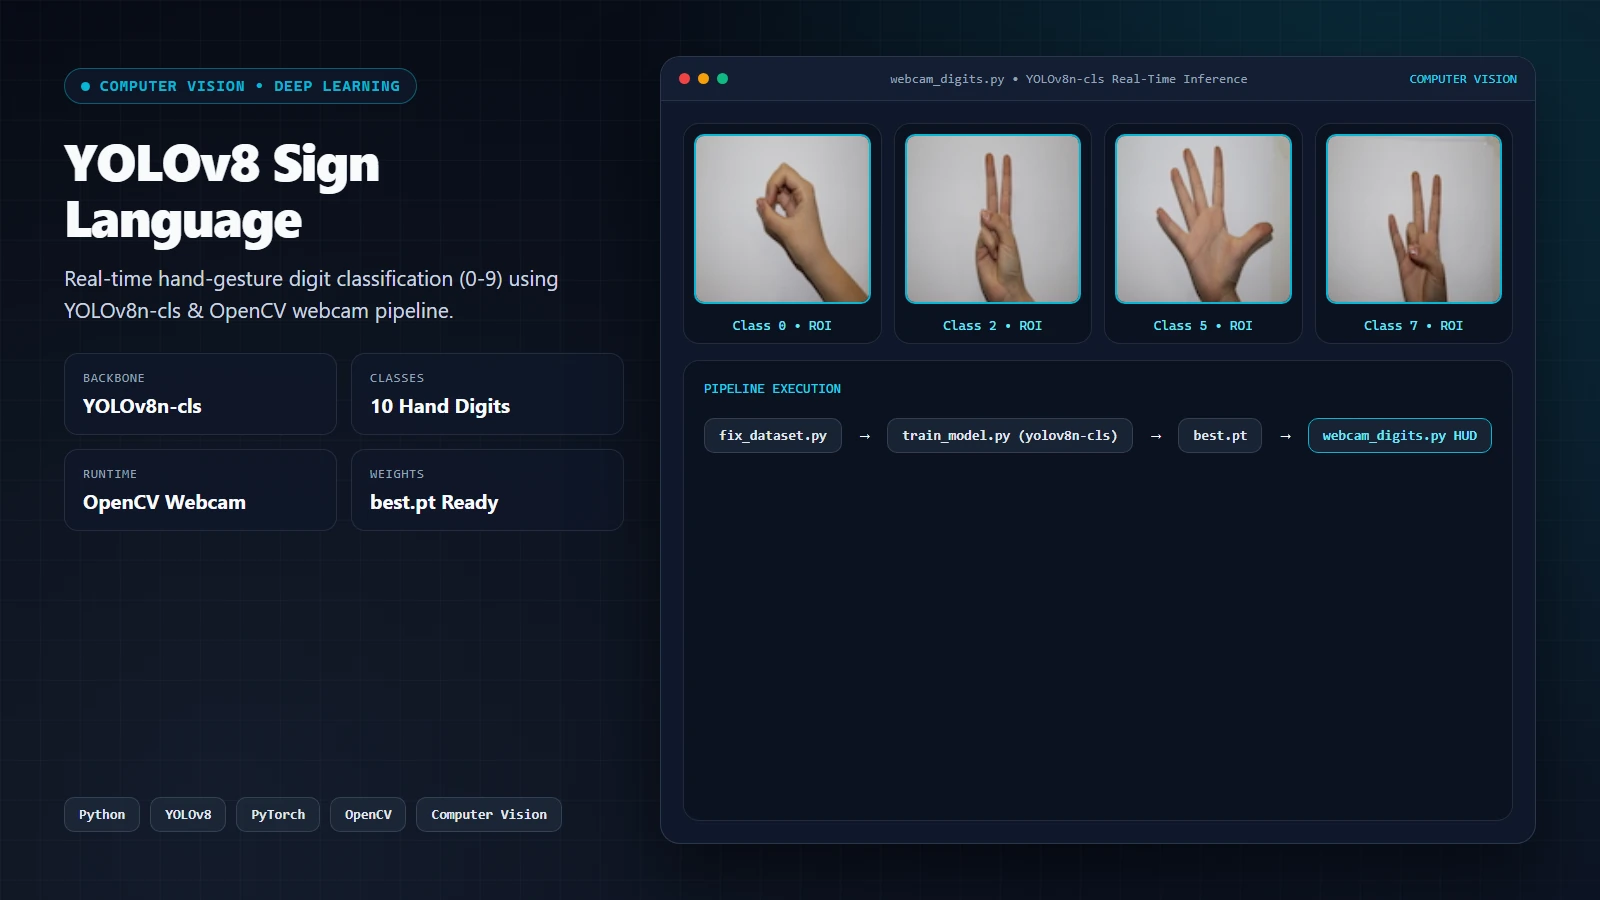 COMPUTER VISION • DEEP LEARNING
YOLOv8 Sign
Language
Real-time hand-gesture digit classification (0-9) using
YOLOv8n-cls & OpenCV webcam pipeline.
BACKBONE
YOLOv8n-cls
CLASSES
10 Hand Digits
RUNTIME
OpenCV Webcam
WEIGHTS
best.pt Ready
Python
YOLOv8
PyTorch
OpenCV
Computer Vision
webcam_digits.py • YOLOv8n-cls Real-Time Inference
COMPUTER VISION
Class 0 • ROI
Class 2 • ROI
Class 5 • ROI
Class 7 • ROI
PIPELINE EXECUTION
fix_dataset.py → train_model.py (yolov8n-cls) → best.pt → webcam_digits.py HUD